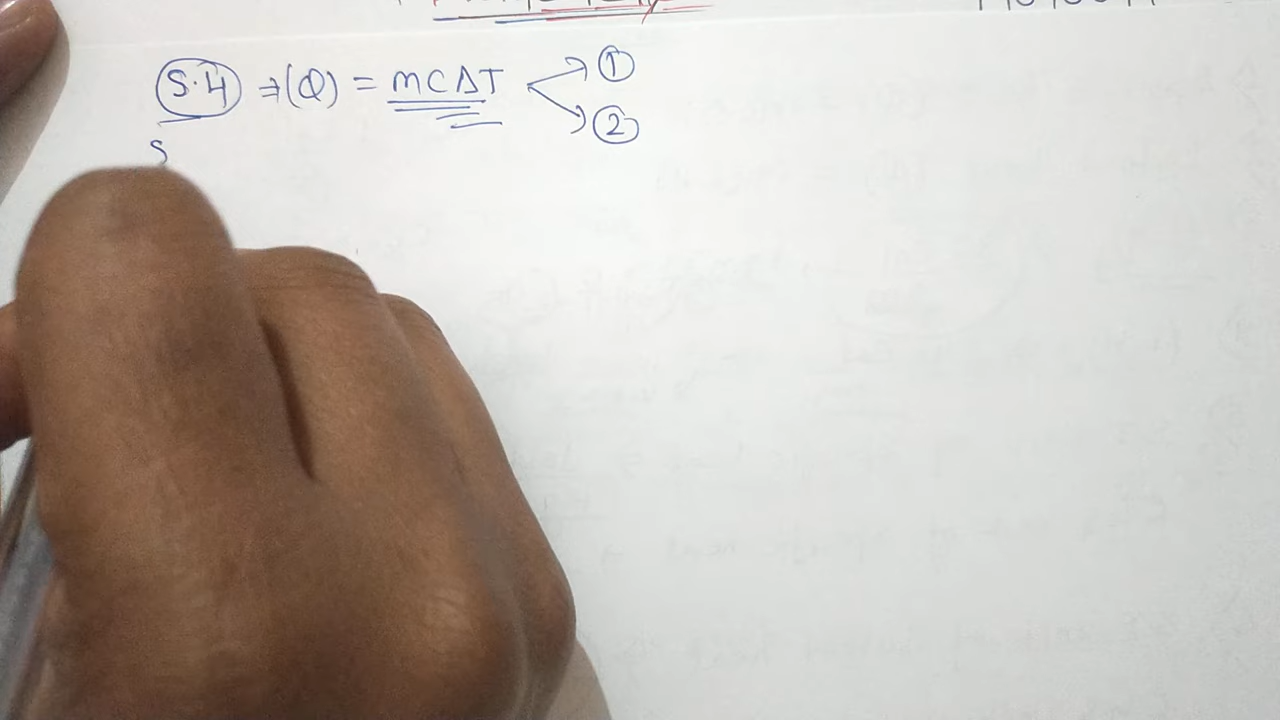 S.H ⇒ (Q) = mCΔT → ①
→ ②
S